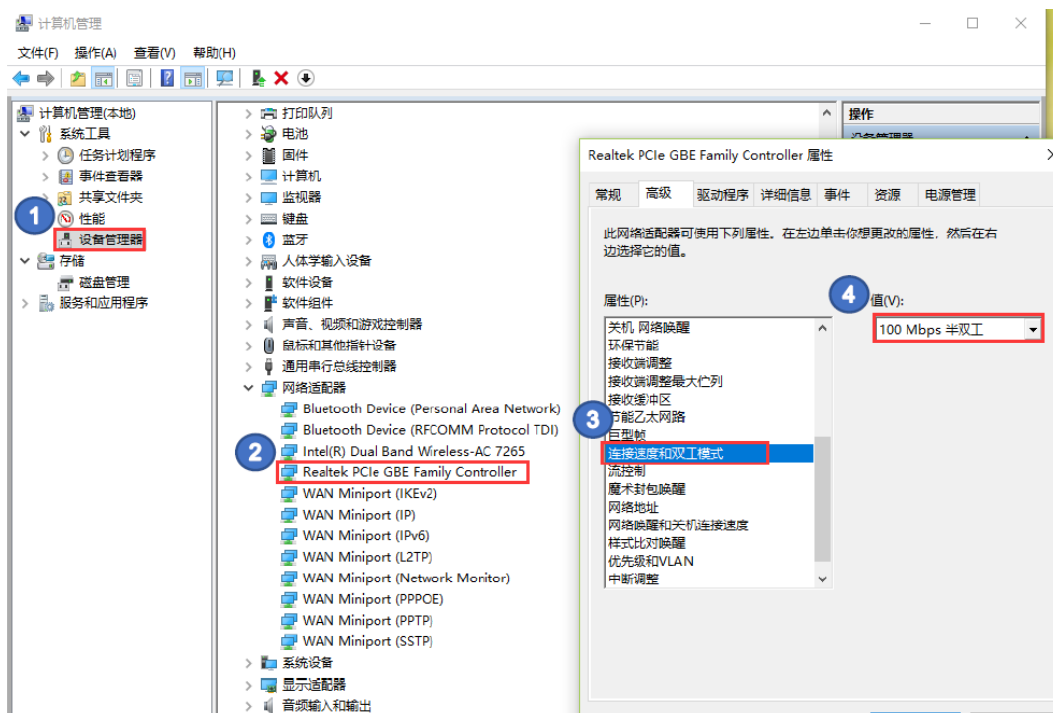 计算机管理
文件(F) 操作(A) 查看(V) 帮助(H)
计算机管理(本地)
系统工具
任务计划程序
事件查看器
共享文件夹
1
性能
设备管理器
存储
磁盘管理
服务和应用程序
打印队列
电池
固件
计算机
监视器
键盘
蓝牙
人体学输入设备
软件设备
软件组件
声音、视频和游戏控制器
鼠标和其他指针设备
通用串行总线控制器
网络适配器
Bluetooth Device (Personal Area Network)
Bluetooth Device (RFCOMM Protocol TDI)
2
Intel(R) Dual Band Wireless-AC 7265
Realtek PCIe GBE Family Controller
WAN Miniport (IKEv2)
WAN Miniport (IP)
WAN Miniport (IPv6)
WAN Miniport (L2TP)
WAN Miniport (Network Monitor)
WAN Miniport (PPPOE)
WAN Miniport (PPTP)
WAN Miniport (SSTP)
系统设备
显示适配器
音频输入和输出
操作
设备管理器
Realtek PCIe GBE Family Controller 属性
常规 高级 驱动程序 详细信息 事件 资源 电源管理
此网络适配器可使用下列属性。在左边单击你想更改的属性，然后在右
边选择它的值。
属性(P):
4
值(V):
100 Mbps 半双工
关机 网络唤醒
环保节能
接收端调整
接收端调整最大伫列
接收缓冲区
3
节能乙太网路
巨型帧
连接速度和双工模式
流控制
魔术封包唤醒
网络地址
网络唤醒和关机连接速度
样式比对唤醒
优先级和VLAN
中断调整